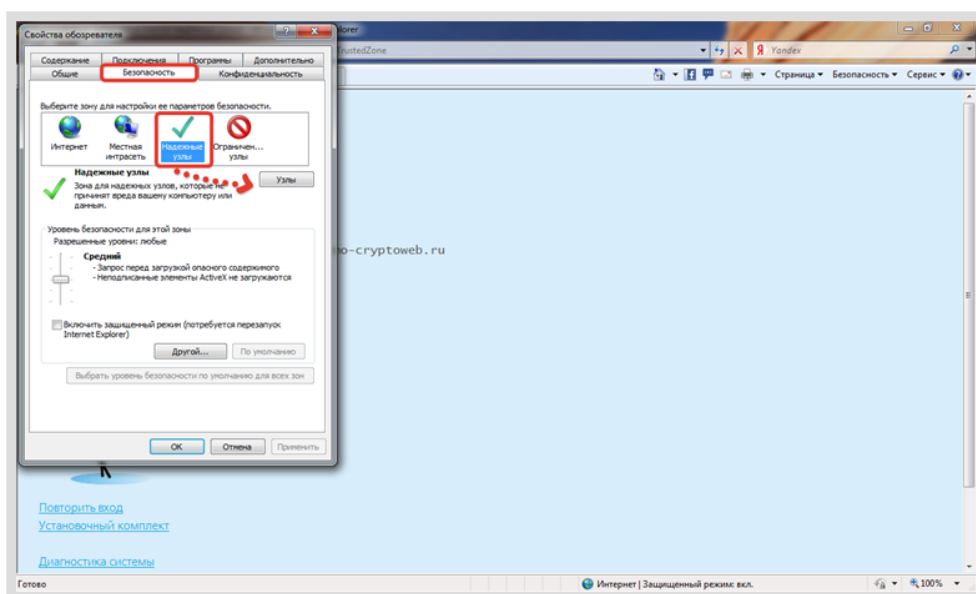 Свойства обозревателя
plorer
TrustedZone
Yandex
Содержание Подключения Программы Дополнительно
Общие Безопасность Конфиденциальность
Страница Безопасность Сервис
Выберите зону для настройки ее параметров безопасности.
Интернет
Местная
интрасеть
Надежные
узлы
Ограничен...
узлы
Надежные узлы
Узлы
Зона для надежных узлов, которые не
причинят вреда вашему компьютеру или
данным.
Уровень безопасности для этой зоны
Разрешенные уровни: любые
Средний
- Запрос перед загрузкой опасного содержимого
- Неподписанные элементы ActiveX не загружаются
no-cryptoweb.ru
Включить защищенный режим (потребуется перезапуск
Internet Explorer)
Другой... По умолчанию
Выбрать уровень безопасности по умолчанию для всех зон
ОК Отмена Применить
Повторить вход
Установочный комплект
Диагностика системы
Готово
Интернет | Защищенный режим: вкл.
100%